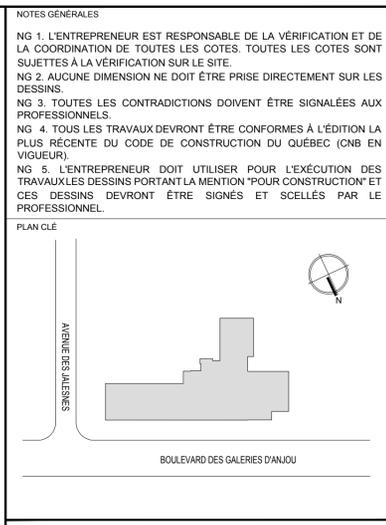 NOTES GÉNÉRALES
NG 1. L'ENTREPRENEUR EST RESPONSABLE DE LA VÉRIFICATION ET DE
LA COORDINATION DE TOUTES LES COTES. TOUTES LES COTES SONT
SUJETTES À LA VÉRIFICATION SUR LE SITE.
NG 2. AUCUNE DIMENSION NE DOIT ÊTRE PRISE DIRECTEMENT SUR LES
DESSINS.
NG 3. TOUTES LES CONTRADICTIONS DOIVENT ÊTRE SIGNALÉES AUX
PROFESSIONNELS.
NG 4. TOUS LES TRAVAUX DEVRONT ÊTRE CONFORMES À L'ÉDITION LA
PLUS RÉCENTE DU CODE DE CONSTRUCTION DU QUÉBEC (CNB EN
VIGUEUR).
NG 5. L'ENTREPRENEUR DOIT UTILISER POUR L'EXÉCUTION DES
TRAVAUX LES DESSINS PORTANT LA MENTION "POUR CONSTRUCTION" ET
CES DESSINS DEVRONT ÊTRE SIGNÉS ET SCELLÉS PAR LE
PROFESSIONNEL.
PLAN CLÉ
N
AVENUE DES JALESNES
BOULEVARD DES GALERIES D'ANJOU